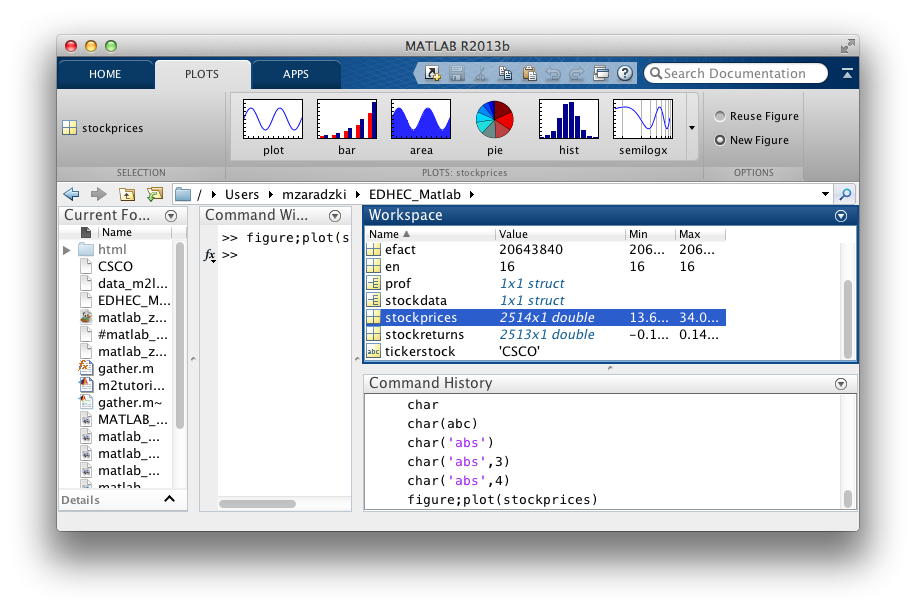 MATLAB R2013b
HOME PLOTS APPS
Search Documentation
stockprices
plot bar area pie hist semilogx
Reuse Figure
New Figure
SELECTION PLOTS: stockprices OPTIONS
/ Users mzaradzki EDHEC_Matlab
Current Fo...
Name
html
CSCO
data_m2l...
EDHEC_M...
matlab_z...
#matlab_...
matlab_z...
gather.m
m2tutori...
gather.m~
MATLAB_...
matlab_...
matlab_...
matlab_...
matlab
Details
Command Wi...
>> figure;plot(s
fx >>
Workspace
Name Value Min Max
efact 20643840 206... 206...
en 16 16 16
prof 1x1 struct
stockdata 1x1 struct
stockprices 2514x1 double 13.6... 34.0...
stockreturns 2513x1 double -0.1... 0.14...
abc tickerstock 'CSCO'
Command History
char
char(abc)
char('abs')
char('abs',3)
char('abs',4)
figure;plot(stockprices)